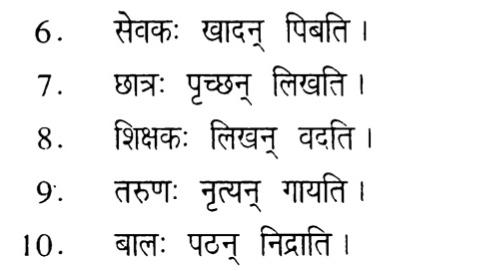 6. सेवकः खादन् पिबति ।
7. छात्रः पृच्छन् लिखति ।
8. शिक्षकः लिखन् वदति ।
9. तरुणः नृत्यन् गायति ।
10. बालः पठन् निद्राति ।